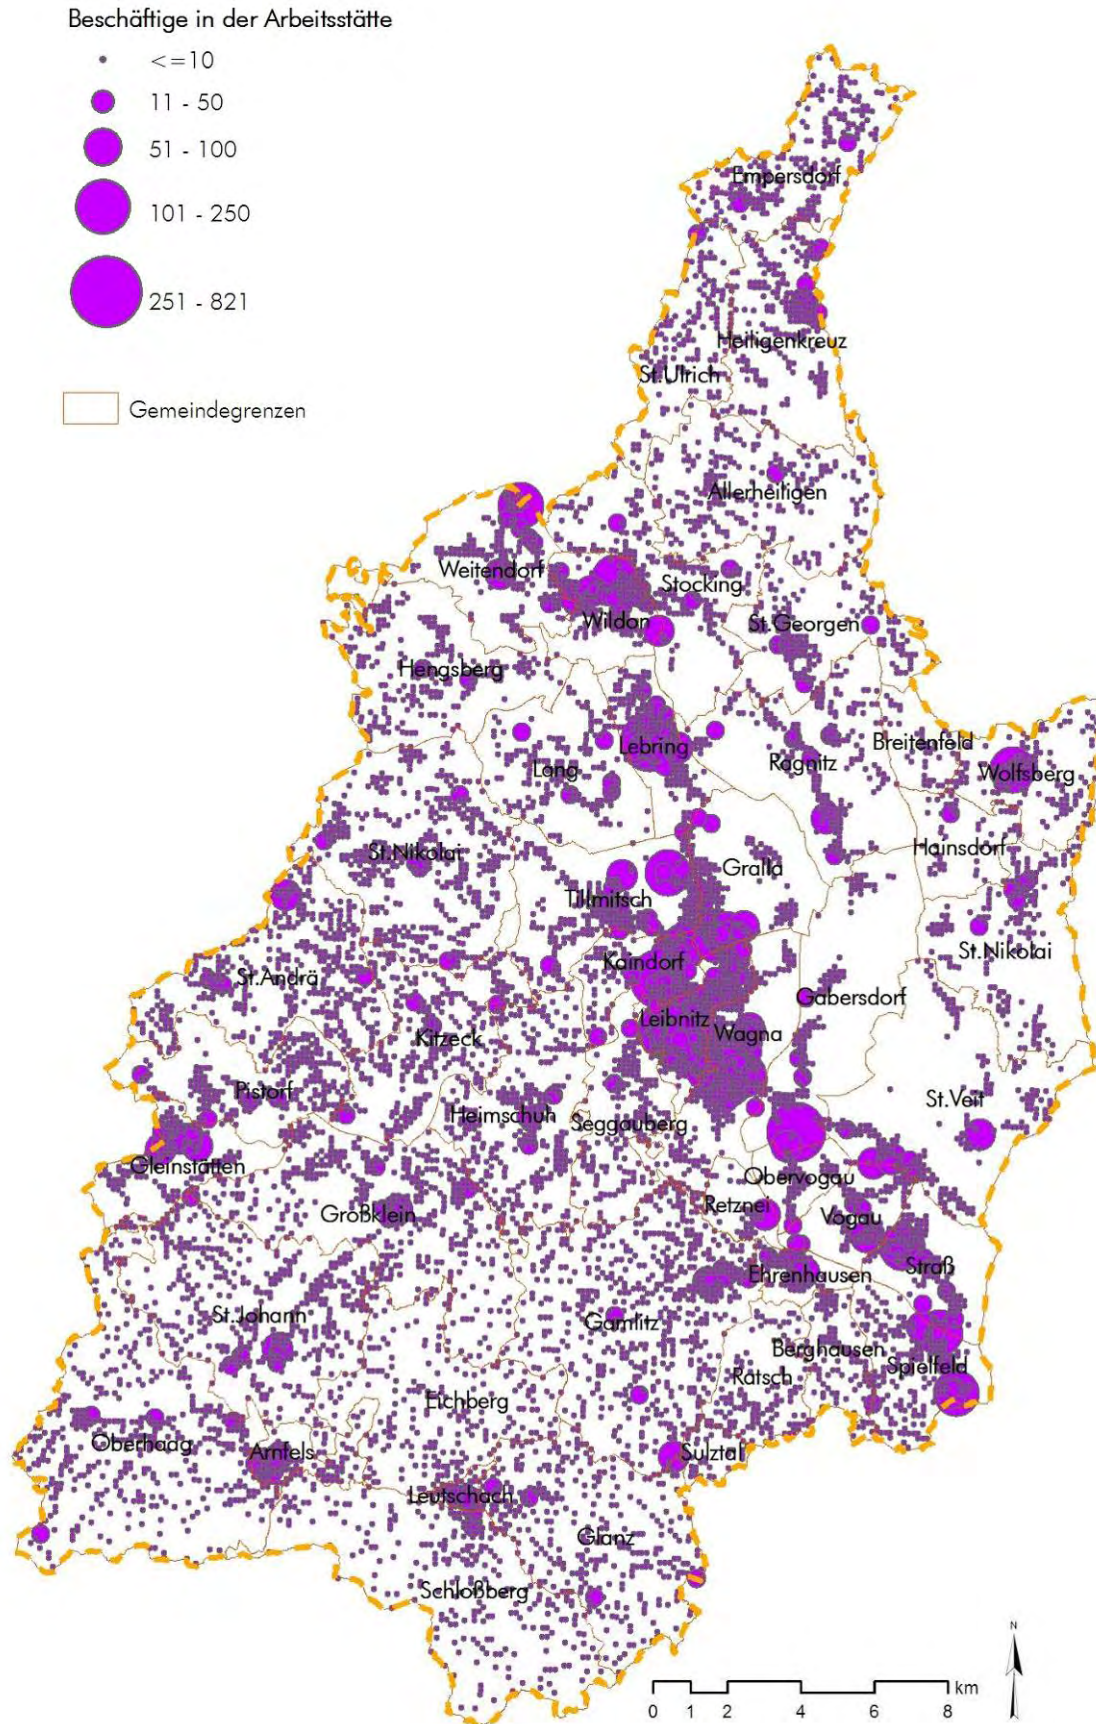 Beschäftige in der Arbeitsstätte
<=10
11 - 50
51 - 100
101 - 250
251 - 821
Gemeindegrenzen
Empersdorf
Heiligenkreuz
St.Ulrich
Allerheiligen
Weitendorf
Stocking
Wildon
St.Georgen
Hengsberg
Lebring
Breitenfeld
Lang
Ragnitz
Wolfsberg
St.Nikolai
Hainsdorf
Gralla
Tillmitsch
St.Nikolai
Kaindorf
St.Andrä
Gabersdorf
Leibnitz
Wagna
Kitzeck
Pistorf
St.Veit
Heimschuh
Seggauberg
Gleinstätten
Obervogau
Retznei
Großklein
Vogau
Straß
Ehrenhausen
St.Johann
Gamlitz
Berghausen
Spielfeld
Ratsch
Eichberg
Oberhaag
Arnfels
Sulztal
Leutschach
Glanz
Schloßberg
N
km
0 1 2 4 6 8